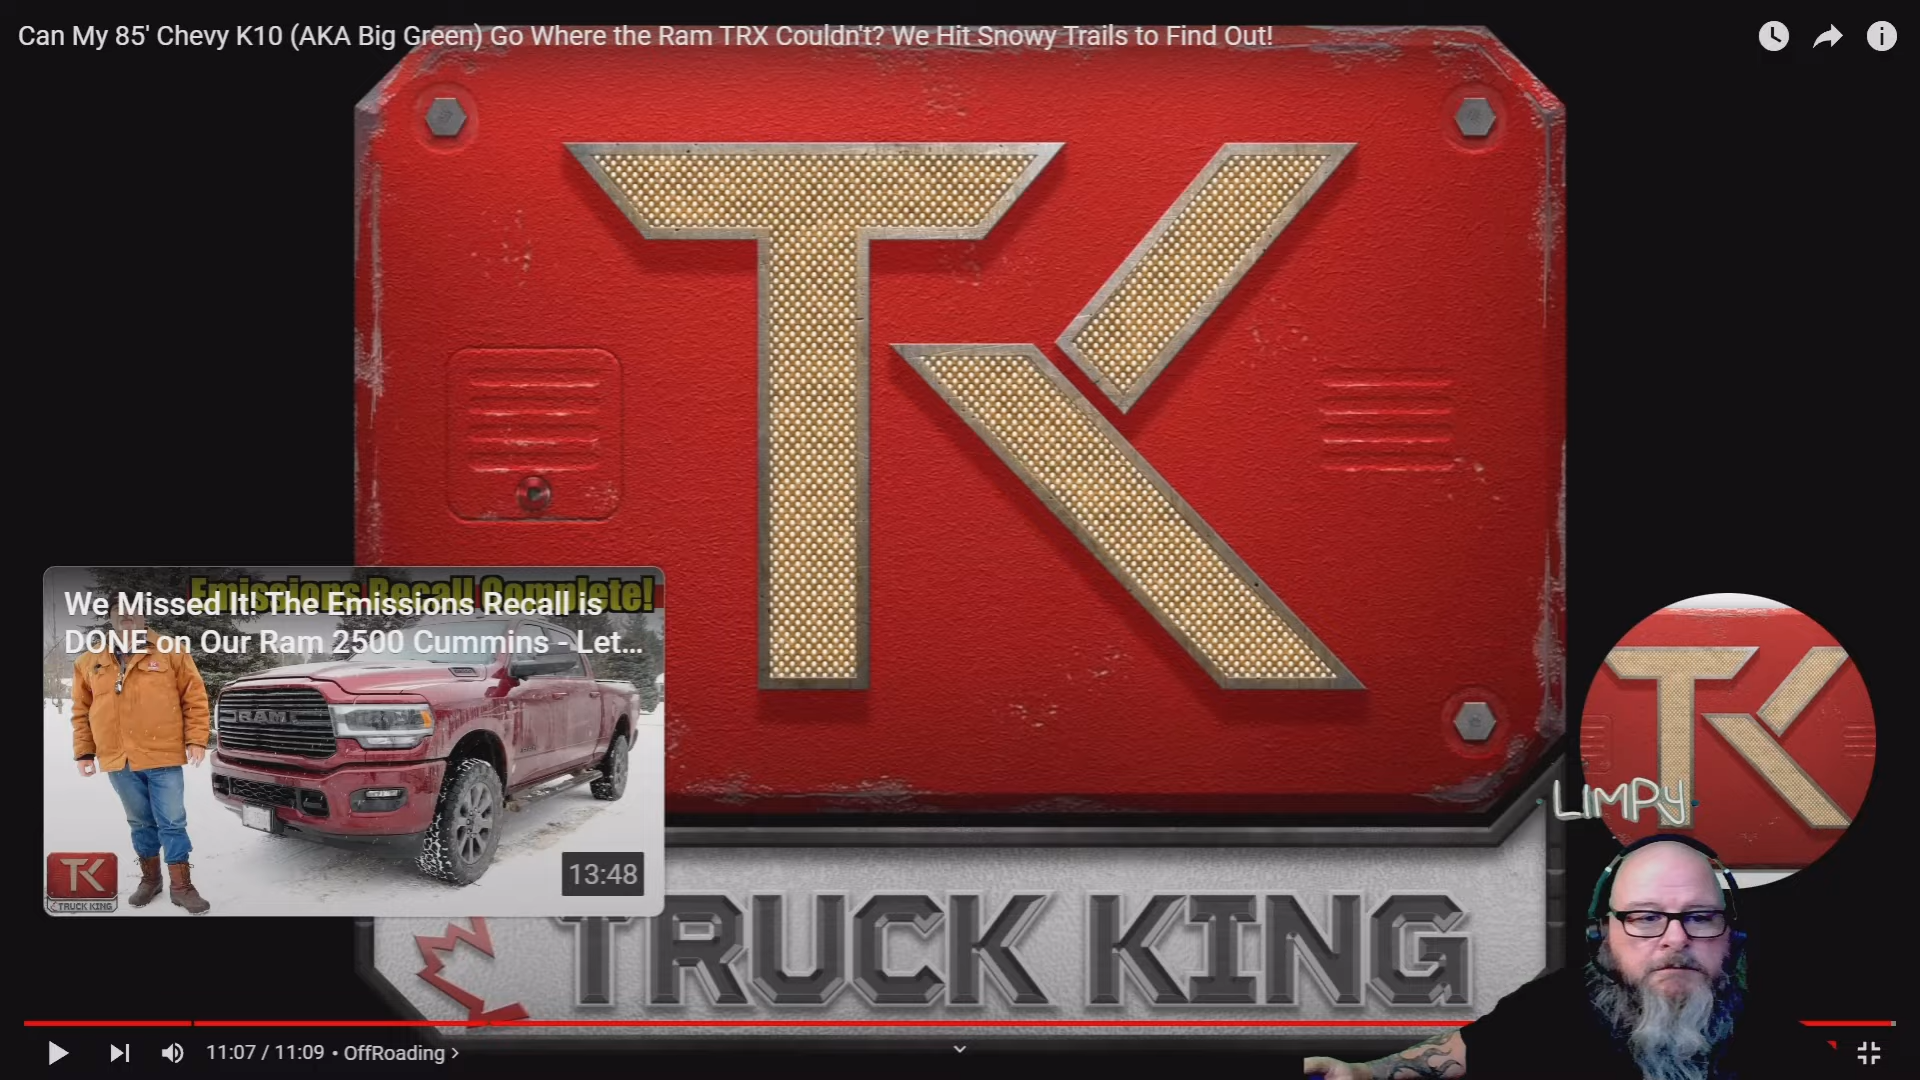 Can My 85' Chevy K10 (AKA Big Green) Go Where the Ram TRX Couldn't? We Hit Snowy Trails to Find Out!
TK
Emissions Recall Complete!
We Missed It! The Emissions Recall is
DONE on Our Ram 2500 Cummins - Let...
RAM
13:48
TK
TRUCK KING
TK
LIMPY
TRUCK KING
11:07 / 11:09 • OffRoading >